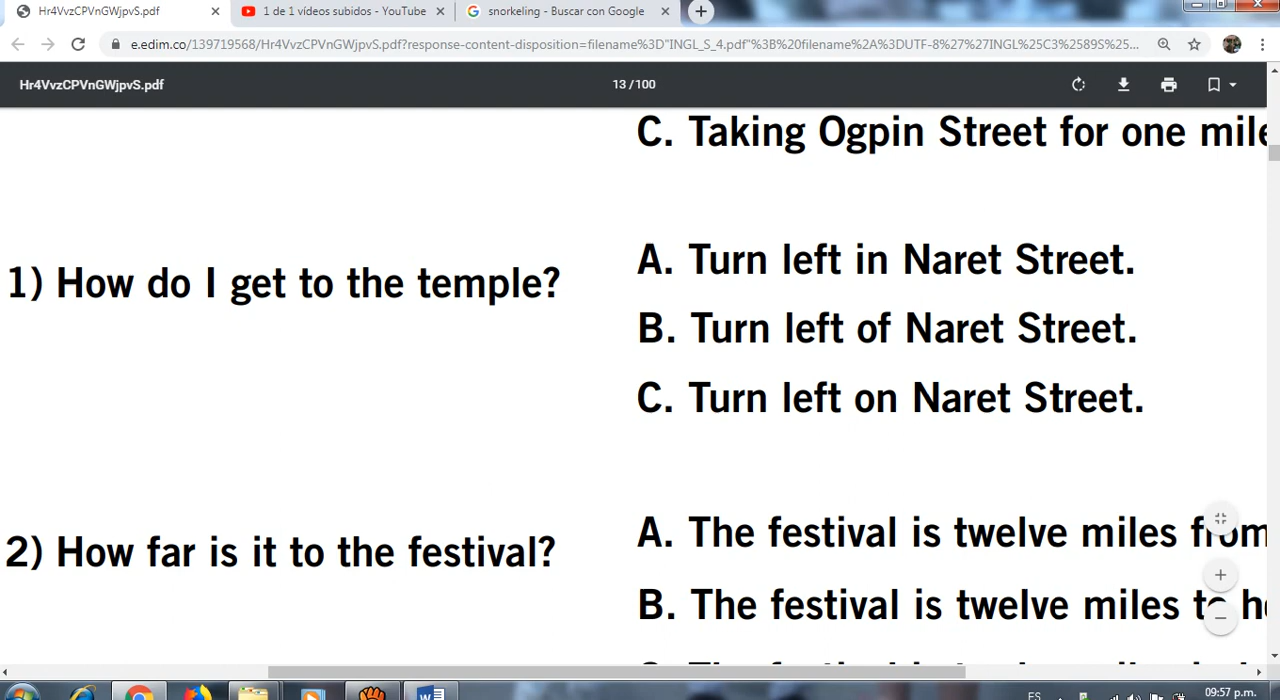 Hr4VvzCPVnGWjpvS.pdf
1 de 1 vídeos subidos - YouTube
snorkeling - Buscar con Google
e.edim.co/139719568/Hr4VvzCPVnGWjpvS.pdf?response-content-disposition=filename%3D"INGL_S_4.pdf"%3B%20filename%2A%3DUTF-8%27%27INGL%25C3%2589S%25...
Hr4VvzCPVnGWjpvS.pdf
13 / 100
C. Taking Ogpin Street for one mile
1) How do I get to the temple?
A. Turn left in Naret Street.
B. Turn left of Naret Street.
C. Turn left on Naret Street.
2) How far is it to the festival?
A. The festival is twelve miles from
B. The festival is twelve miles to
ES
09:57 p.m.